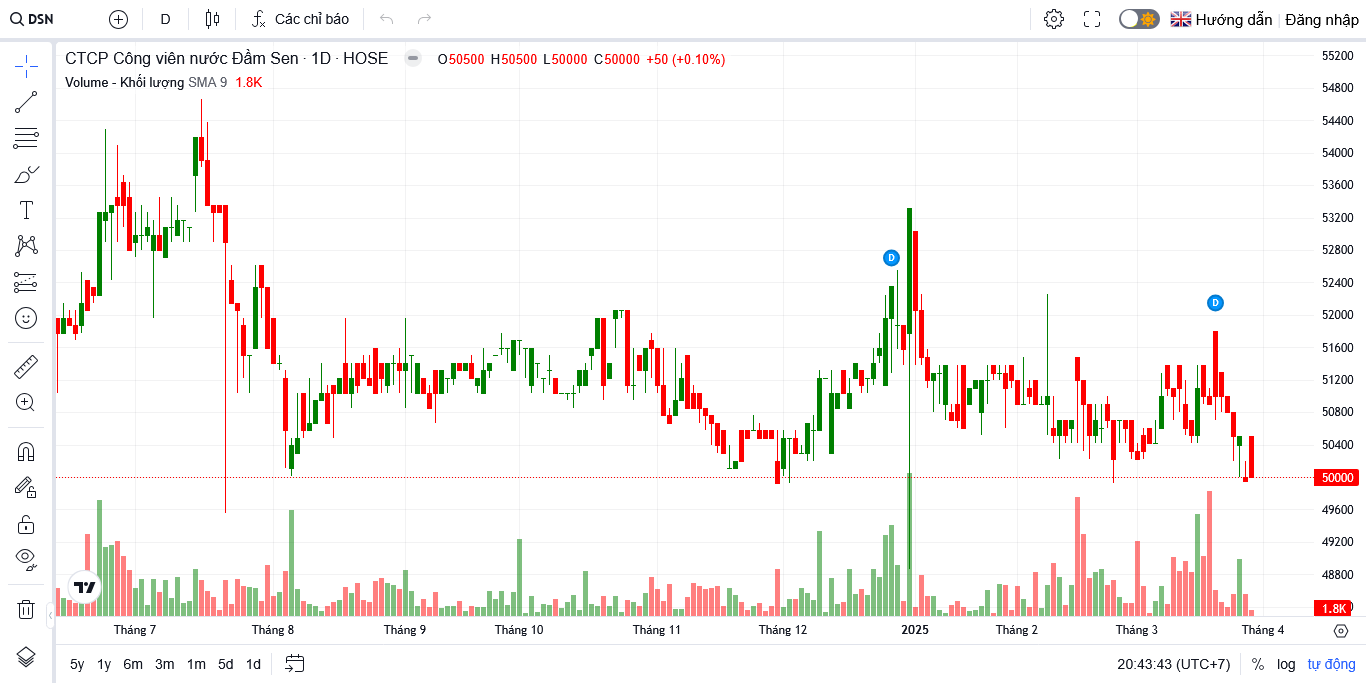 DSN D Các chỉ báo Hướng dẫn Đăng nhập
CTCP Công viên nước Đầm Sen · 1D · HOSE O50500 H50500 L50000 C50000 +50 (+0.10%)
Volume - Khối lượng SMA 9 1.8K
55200
54800
54400
54000
53600
53200
52800
52400
52000
51600
51200
50800
50400
50000
49600
49200
48800
1.8K
D
D
Tháng 7 Tháng 8 Tháng 9 Tháng 10 Tháng 11 Tháng 12 2025 Tháng 2 Tháng 3 Tháng 4
5y 1y 6m 3m 1m 5d 1d 20:43:43 (UTC+7) % log tự động